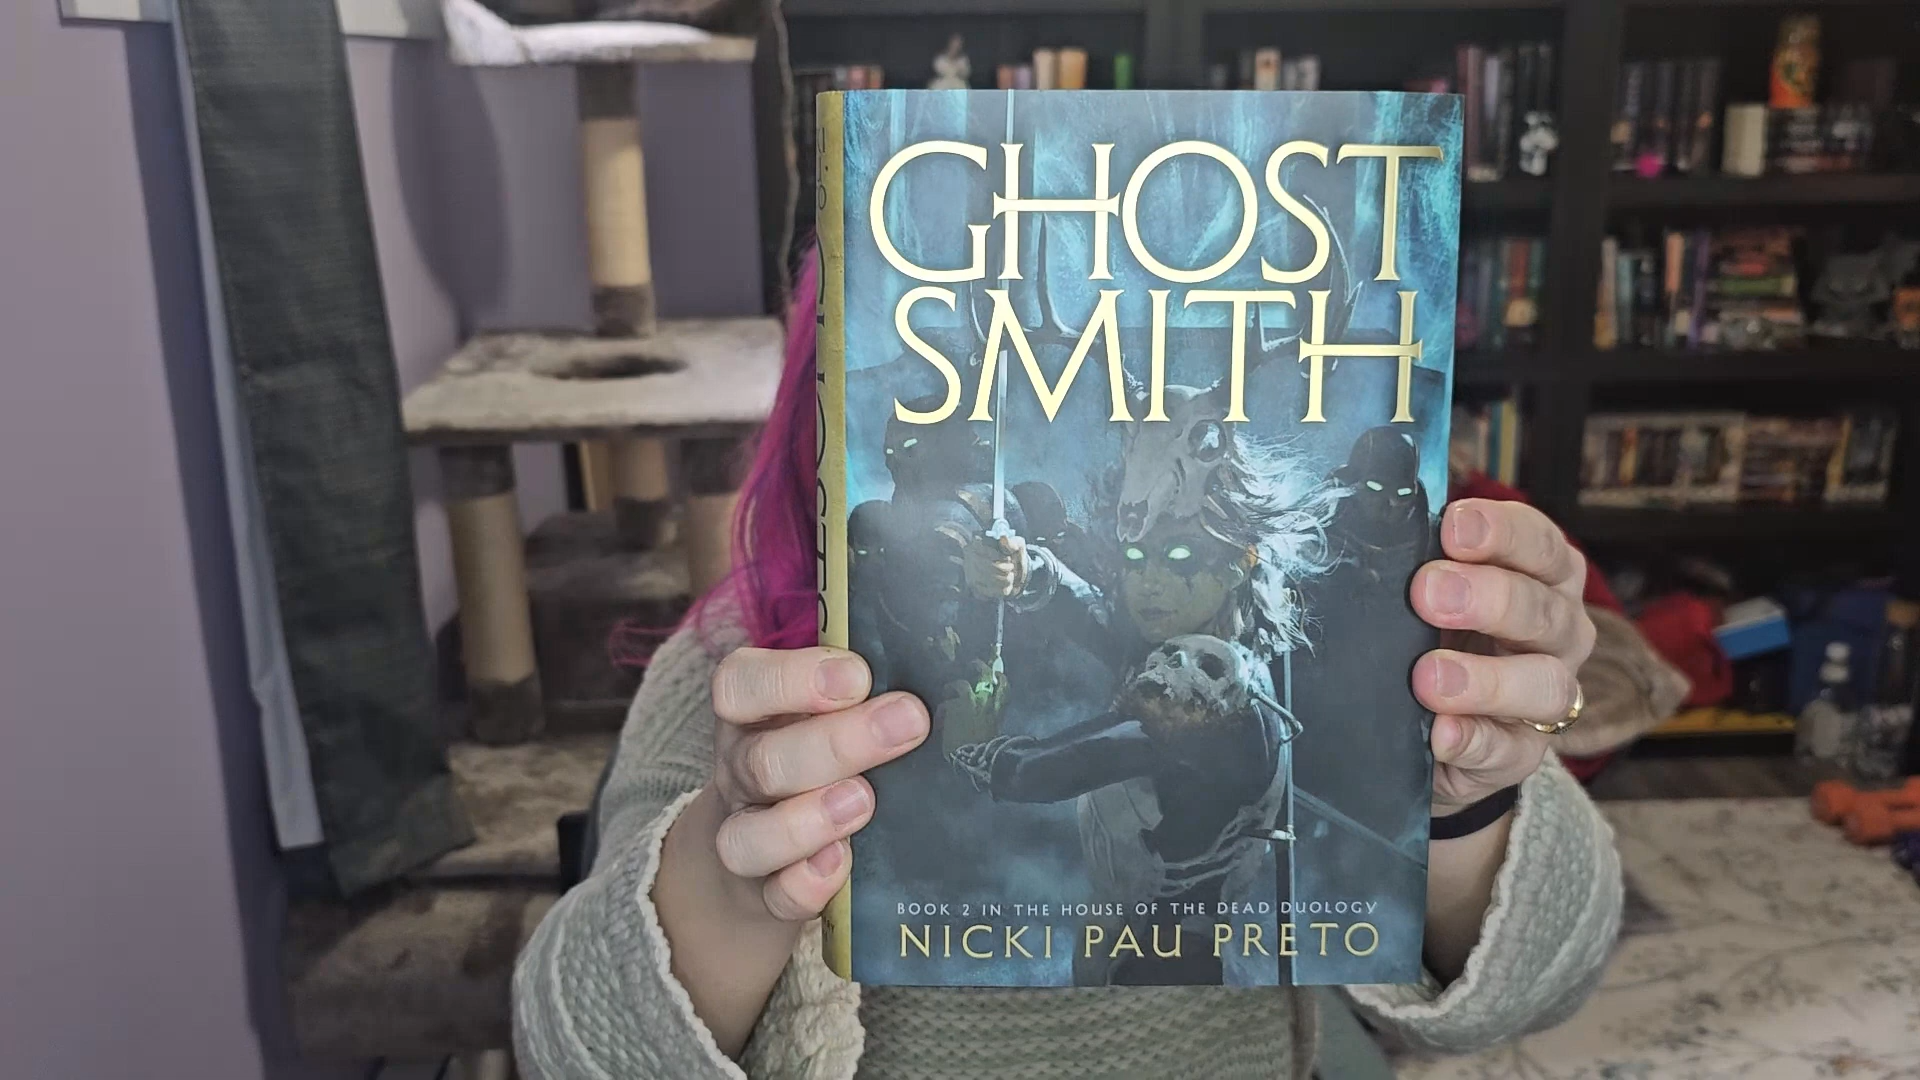 GHOST
SMITH
BOOK 2 IN THE HOUSE OF THE DEAD DUOLOGY
NICKI PAU PRETO